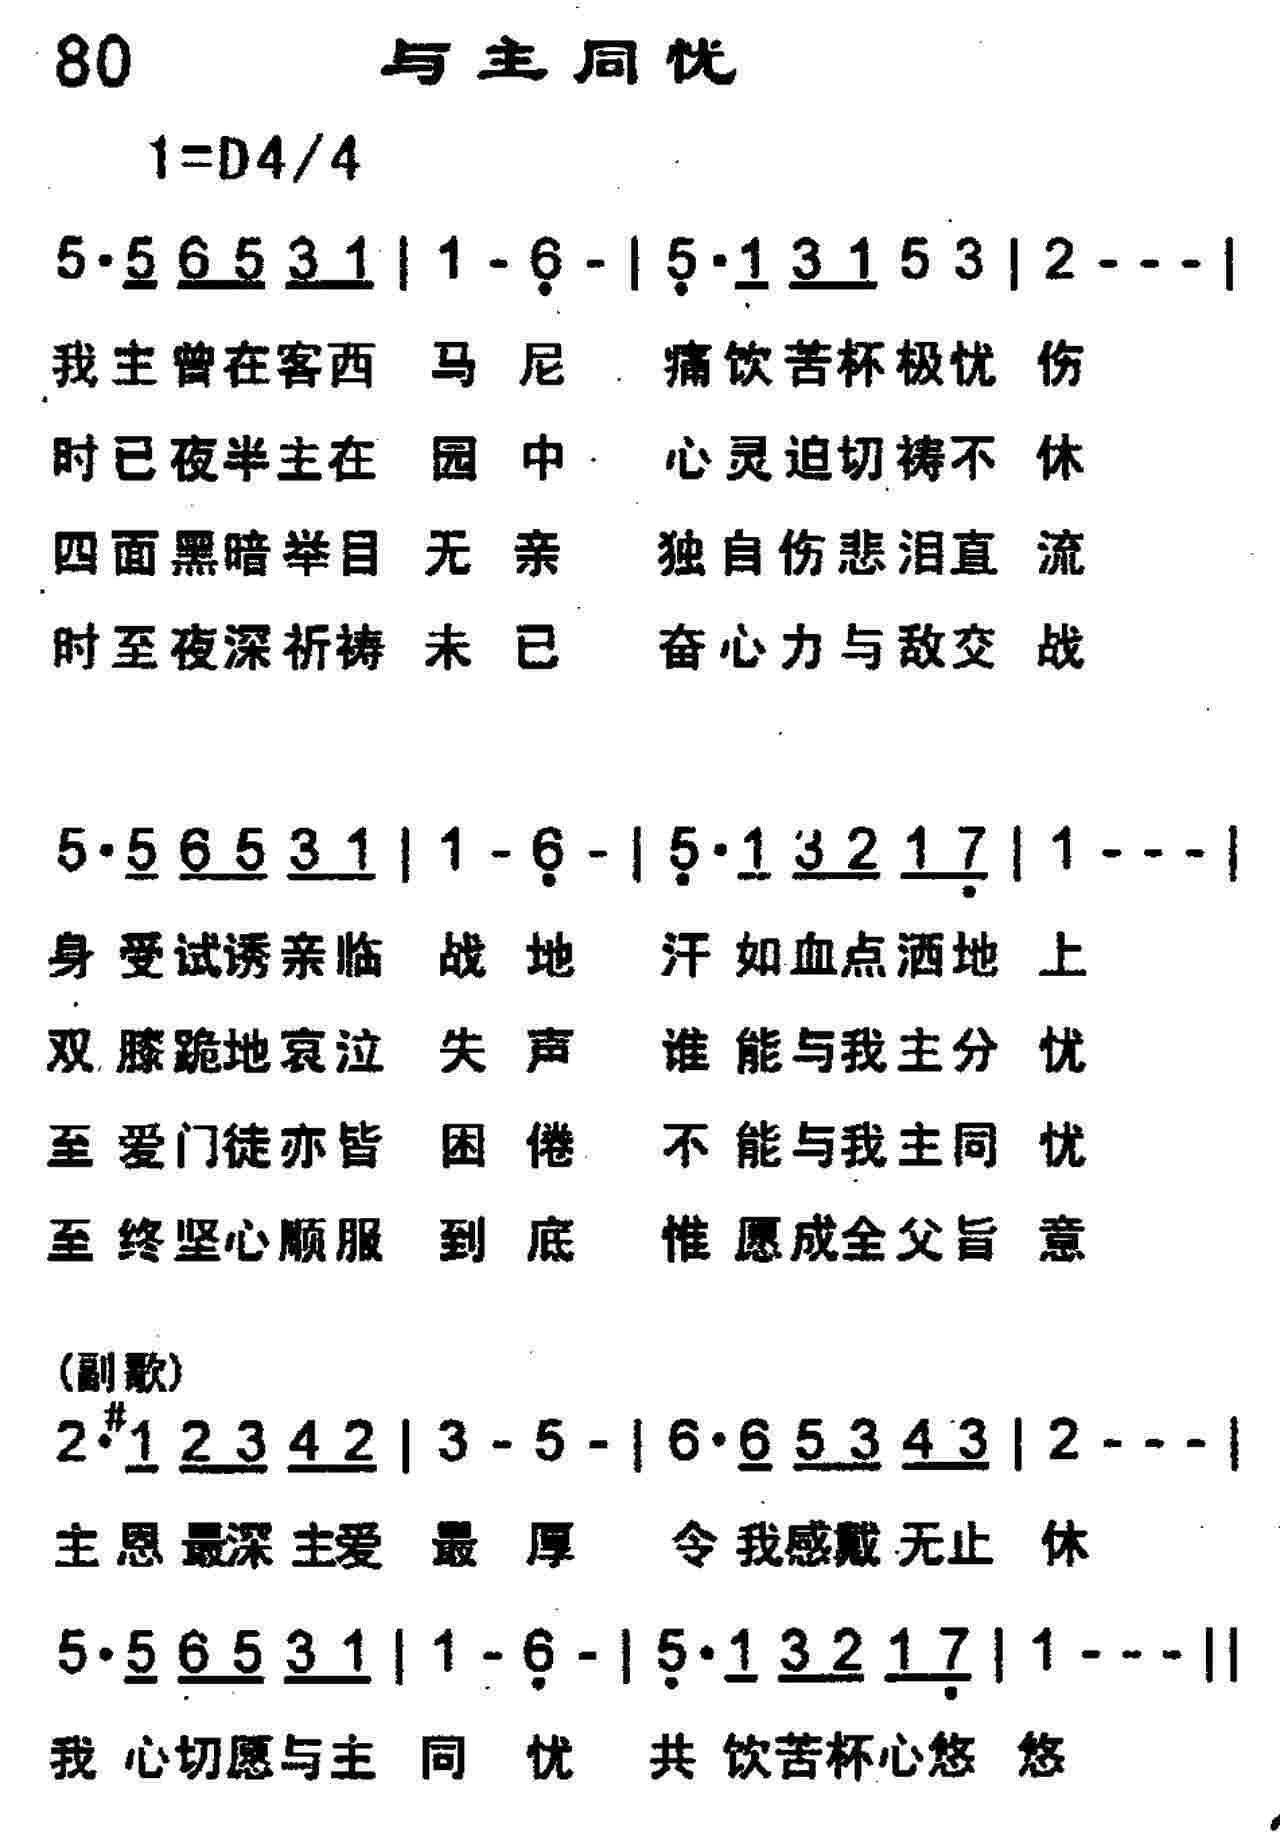 80 与主同忧
1=D4/4
5·5 6 5 3 1 | 1 - 6̣ - | 5̣·1 3 1 5 3 | 2 - - - |
我主曾在客西马尼 痛饮苦杯极忧伤
时已夜半主在园中 心灵迫切祷不休
四面黑暗举目无亲 独自伤悲泪直流
时至夜深祈祷未已 奋心力与敌交战
5·5 6 5 3 1 | 1 - 6̣ - | 5̣·1 3 2 1 7̣ | 1 - - - |
身受试诱亲临战地 汗如血点洒地上
双膝跪地哀泣失声 谁能与我主分忧
至爱门徒亦皆困倦 不能与我主同忧
至终坚心顺服到底 惟愿成全父旨意
(副歌)
2·#1 2 3 4 2 | 3 - 5 - | 6·6 5 3 4 3 | 2 - - - |
主恩最深主爱最厚 令我感戴无止休
5·5 6 5 3 1 | 1 - 6̣ - | 5̣·1 3 2 1 7̣ | 1 - - - ||
我心切愿与主同忧 共饮苦杯心悠悠